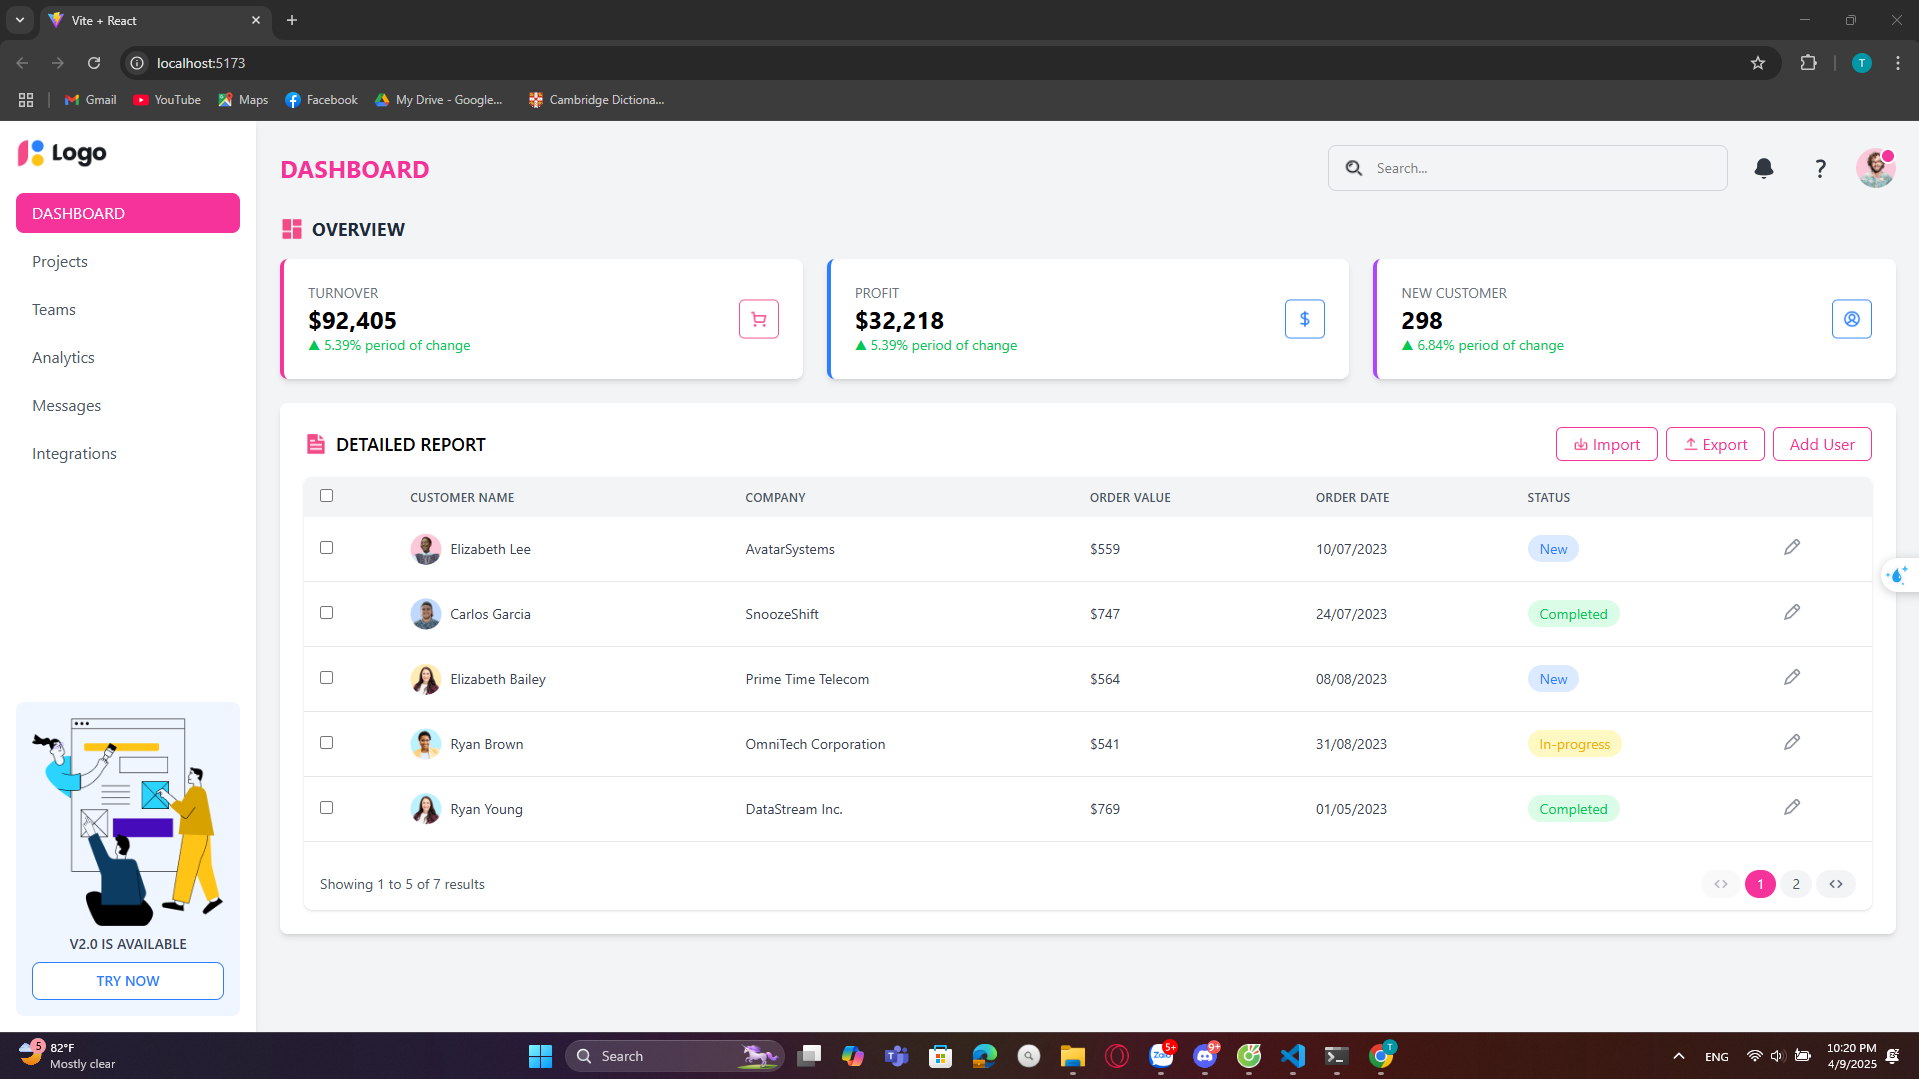 Vite + React
localhost:5173
T
Gmail
YouTube
Maps
Facebook
My Drive - Google...
Cambridge Dictiona...
Logo
DASHBOARD
Projects
Teams
Analytics
Messages
Integrations
V2.0 IS AVAILABLE
TRY NOW
DASHBOARD
Search...
?
OVERVIEW
TURNOVER
$92,405
▲ 5.39% period of change
PROFIT
$32,218
▲ 5.39% period of change
$
NEW CUSTOMER
298
▲ 6.84% period of change
DETAILED REPORT
Import
Export
Add User
CUSTOMER NAME COMPANY ORDER VALUE ORDER DATE STATUS
Elizabeth Lee AvatarSystems $559 10/07/2023 New
Carlos Garcia SnoozeShift $747 24/07/2023 Completed
Elizabeth Bailey Prime Time Telecom $564 08/08/2023 New
Ryan Brown OmniTech Corporation $541 31/08/2023 In-progress
Ryan Young DataStream Inc. $769 01/05/2023 Completed
Showing 1 to 5 of 7 results
<> 1 2 <>
5
82°F
Mostly clear
Search
Zalo
5+
9+
T
ENG
10:20 PM
4/9/2025